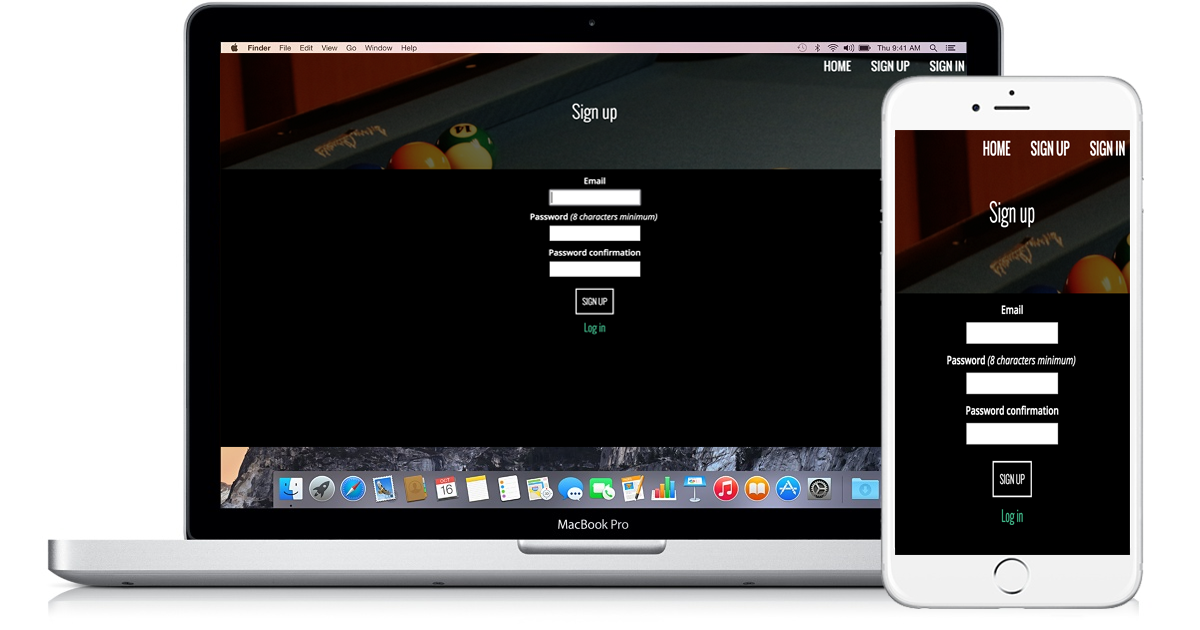 Finder File Edit View Go Window Help Thu 9:41 AM
HOME SIGN UP SIGN IN
Sign up
14
Email
Password (8 characters minimum)
Password confirmation
SIGN UP
Log in
OCT
16
MacBook Pro
HOME SIGN UP SIGN IN
Sign up
Email
Password (8 characters minimum)
Password confirmation
SIGN UP
Log in